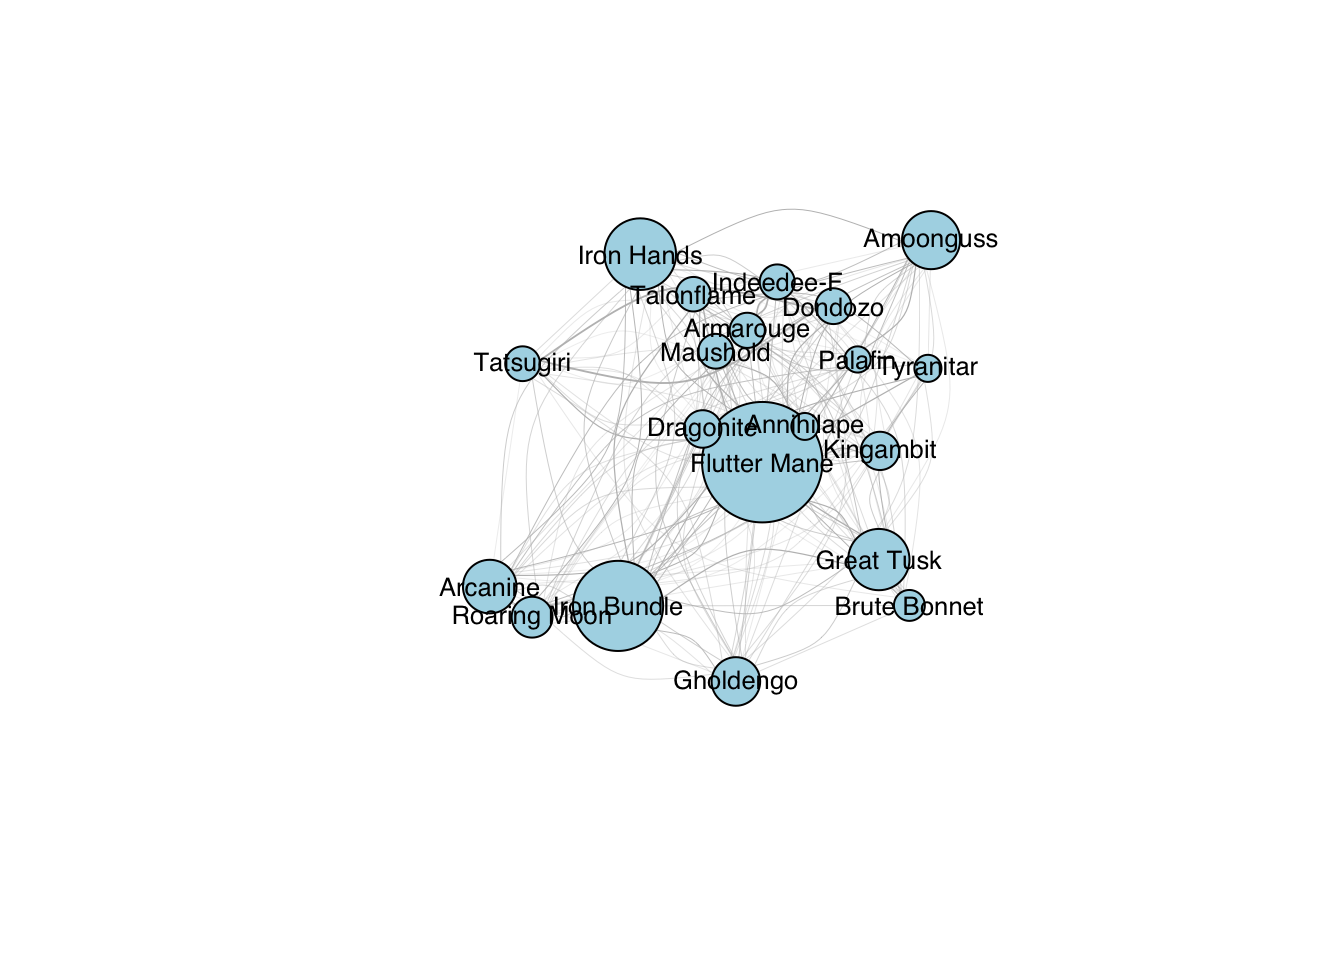 Amoonguss
Iron Hands
Indeedee-F
Talonflame
Dondozo
Armarouge
Maushold
Palafin
Tyranitar
Tatsugiri
Annihilape
Dragonite
Kingambit
Flutter Mane
Great Tusk
Arcanine
Iron Bundle
Brute Bonnet
Roaring Moon
Gholdengo